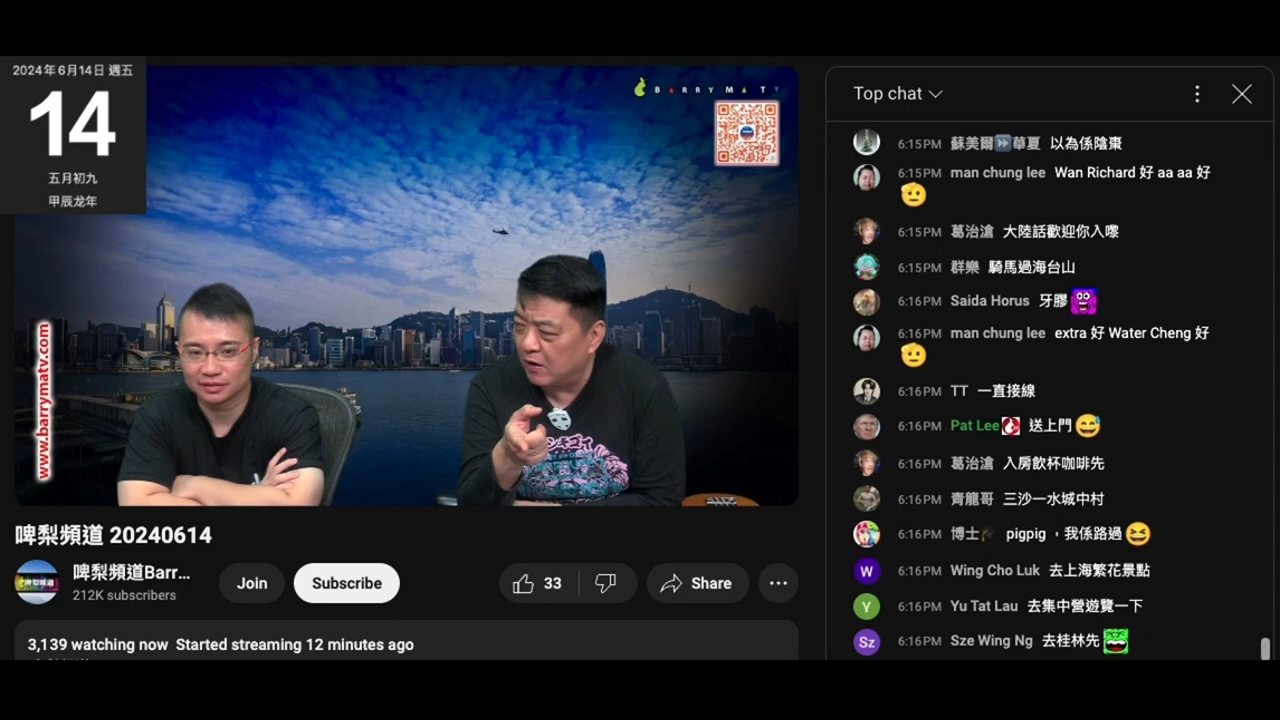 2024年6月14日 週五
14
五月初九
甲辰龙年
BARRYMATV
www.barrymatv.com
啤梨頻道 20240614
啤梨頻道Barr...
212K subscribers
Join
Subscribe
33
Share
3,139 watching now Started streaming 12 minutes ago
Top chat
6:15PM 蘇美爾⏩華夏 以為係陰棗
6:15PM man chung lee Wan Richard 好 aa aa 好
6:15PM 葛治滄 大陸話歡迎你入嚟
6:15PM 群樂 騎馬過海台山
6:16PM Saida Horus 牙膠
6:16PM man chung lee extra 好 Water Cheng 好
6:16PM TT 一直接線
6:16PM Pat Lee 送上門😅
6:16PM 葛治滄 入房飲杯咖啡先
6:16PM 青龍哥 三沙一水城中村
6:16PM 博士🎓 pigpig ，我係路過😆
W
6:16PM Wing Cho Luk 去上海繁花景點
Y
6:16PM Yu Tat Lau 去集中營遊覽一下
Sz
6:16PM Sze Wing Ng 去桂林先